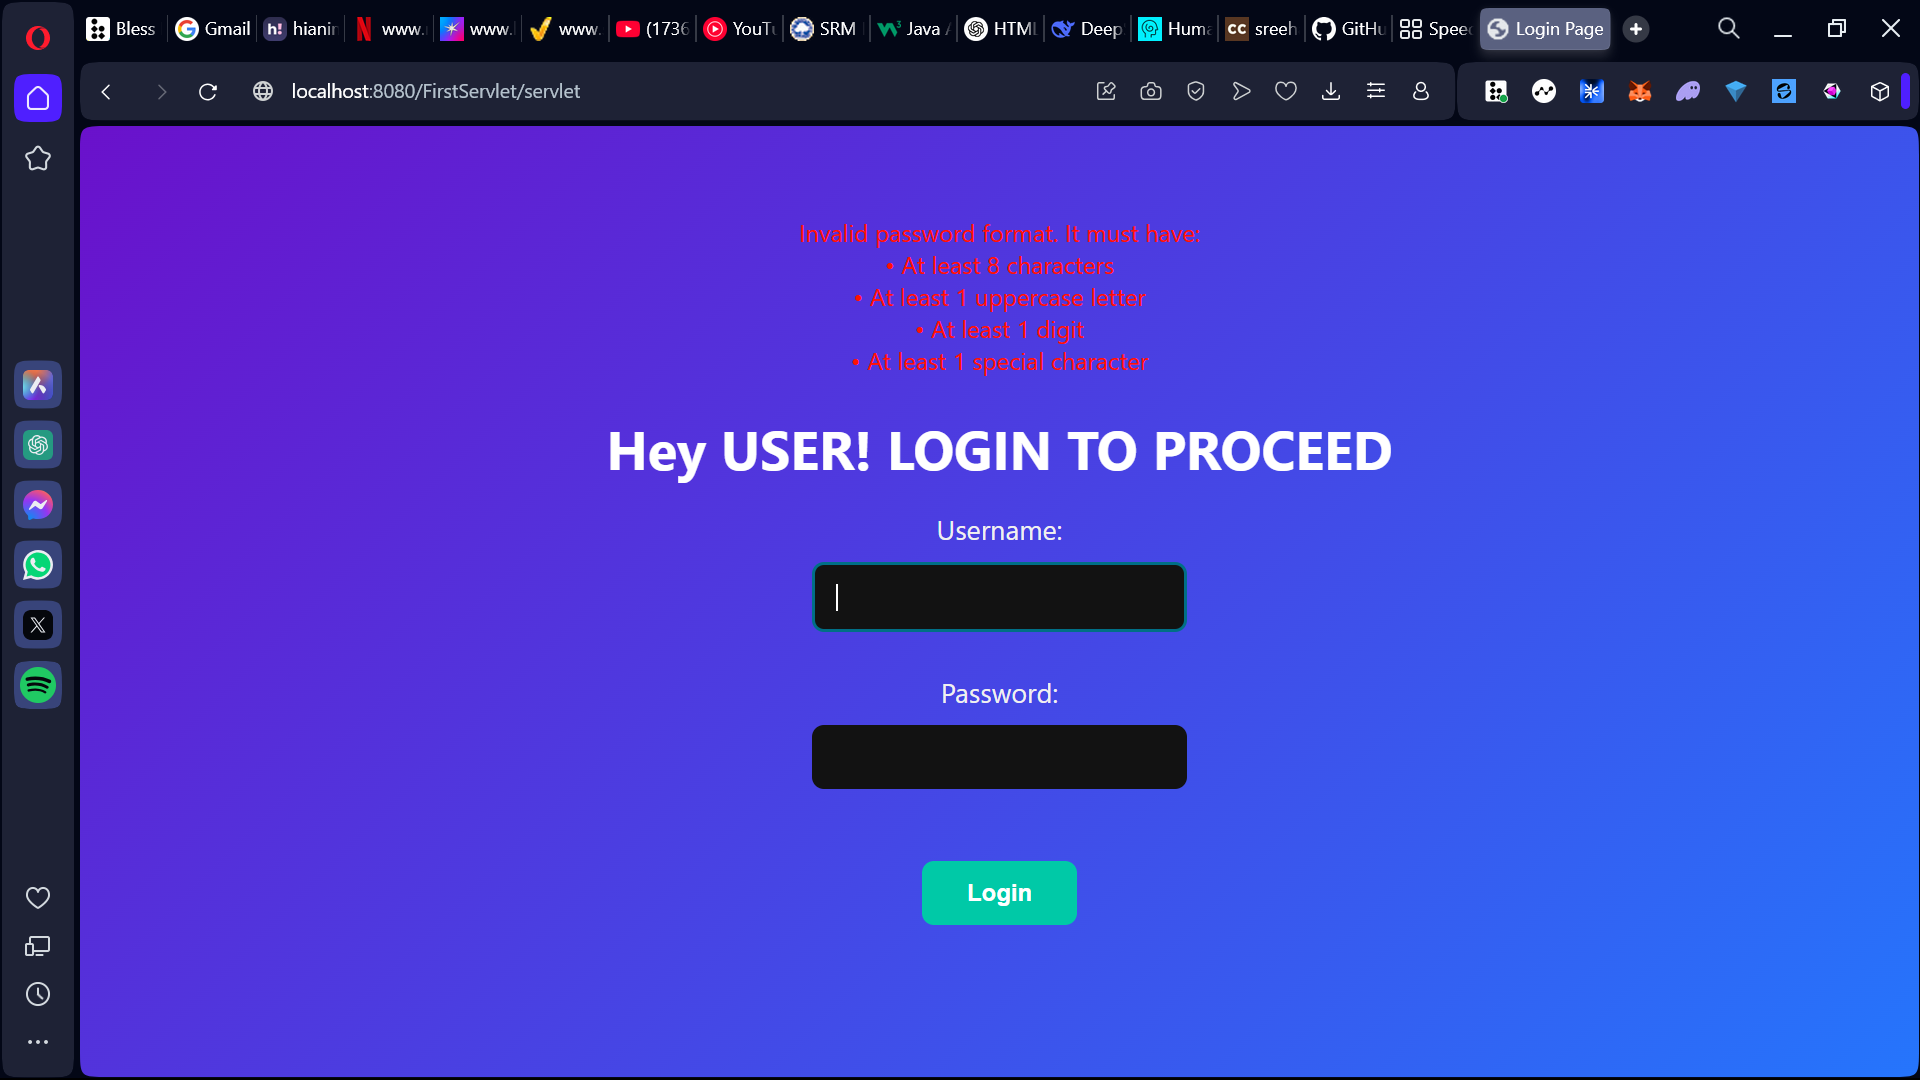 Bless
Gmail
hianin
www.
www.
www.
(1736
YouTu
SRM
Java
HTML
Deep
Huma
sreeh
GitHu
Speed
Login Page
localhost:8080/FirstServlet/servlet
Invalid password format. It must have:
• At least 8 characters
• At least 1 uppercase letter
• At least 1 digit
• At least 1 special character
Hey USER! LOGIN TO PROCEED
Username:
Password:
Login